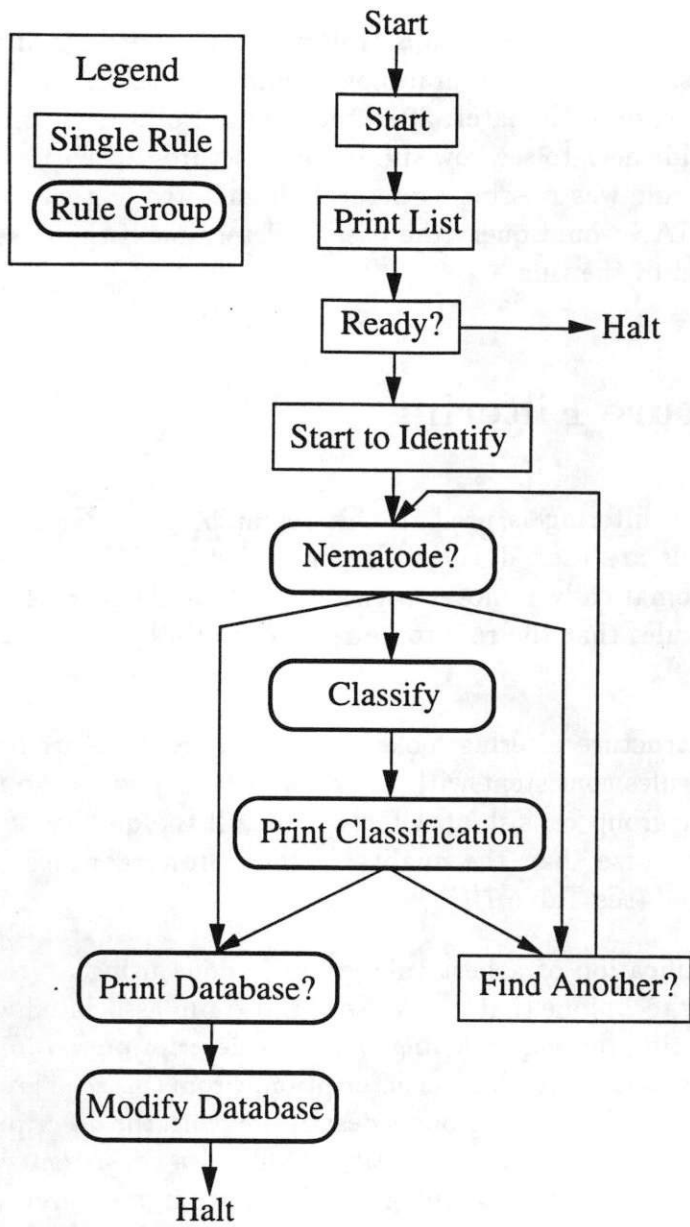 Start
Legend
Single Rule
Rule Group
Start
Print List
Ready?
Halt
Start to Identify
Nematode?
Classify
Print Classification
Print Database?
Find Another?
Modify Database
Halt